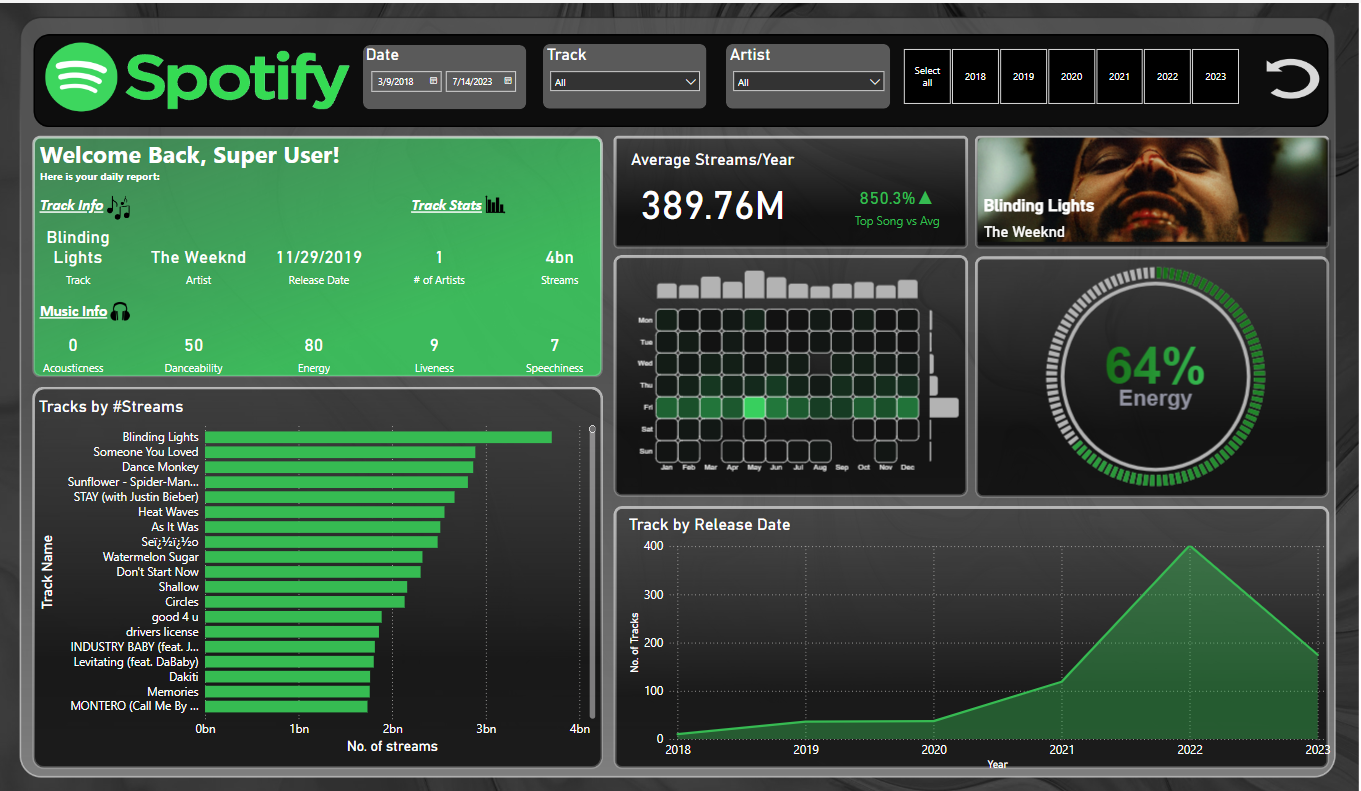 Spotify
Date
3/9/2018
7/14/2023
Track
All
Artist
All
Select all
2018
2019
2020
2021
2022
2023
Welcome Back, Super User!
Here is your daily report:
Track Info
Track Stats
Blinding Lights
The Weeknd
11/29/2019
1
4bn
Track
Artist
Release Date
# of Artists
Streams
Music Info
0
50
80
9
7
Acousticness
Danceability
Energy
Liveness
Speechiness
Average Streams/Year
389.76M
850.3%
Top Song vs Avg
Blinding Lights
The Weeknd
Mon
Tue
Wed
Thu
Fri
Sat
Sun
Jan
Feb
Mar
Apr
May
Jun
Jul
Aug
Sep
Oct
Nov
Dec
64%
Energy
Tracks by #Streams
Track Name
Blinding Lights
Someone You Loved
Dance Monkey
Sunflower - Spider-Man...
STAY (with Justin Bieber)
Heat Waves
As It Was
Seï¿½ï¿½o
Watermelon Sugar
Don't Start Now
Shallow
Circles
good 4 u
drivers license
INDUSTRY BABY (feat. J...
Levitating (feat. DaBaby)
Dakiti
Memories
MONTERO (Call Me By ...
0bn
1bn
2bn
3bn
4bn
No. of streams
Track by Release Date
No. of Tracks
400
300
200
100
0
2018
2019
2020
2021
2022
2023
Year